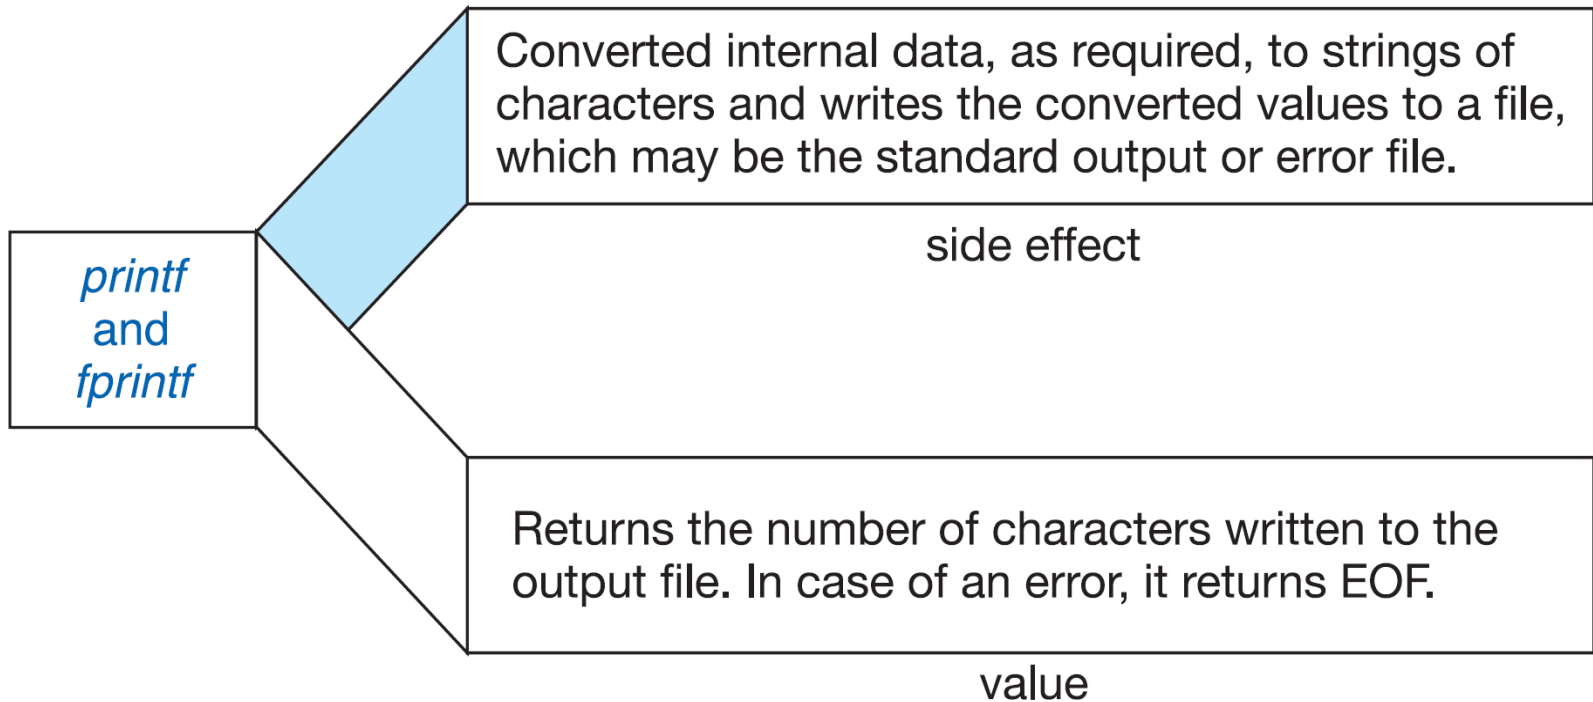 Converted internal data, as required, to strings of
characters and writes the converted values to a file,
which may be the standard output or error file.
side effect
printf
and
fprintf
Returns the number of characters written to the
output file. In case of an error, it returns EOF.
value